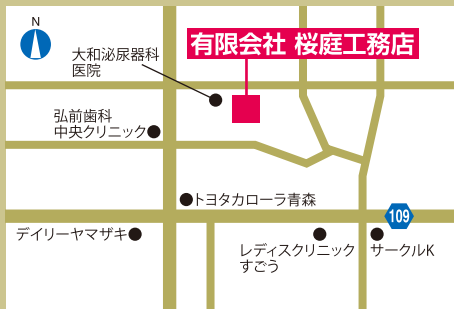 N
有限会社 桜庭工務店
大和泌尿器科
医院
弘前歯科
中央クリニック
トヨタカローラ青森
109
デイリーヤマザキ
レディスクリニック
すごう
サークルK